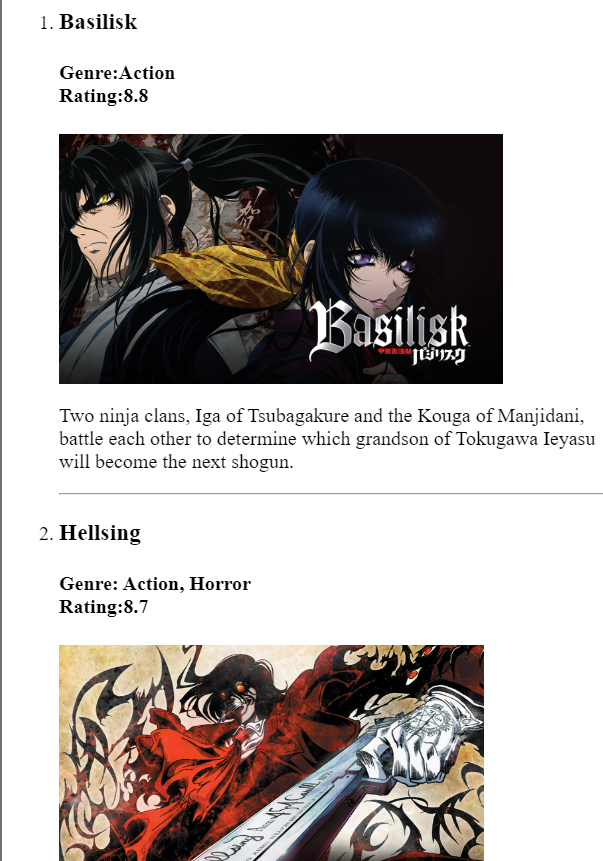 1. Basilisk
Genre:Action
Rating:8.8
Basilisk
甲賀忍法帖
バジリスク
Two ninja clans, Iga of Tsubagakure and the Kouga of Manjidani,
battle each other to determine which grandson of Tokugawa Ieyasu
will become the next shogun.
2. Hellsing
Genre: Action, Horror
Rating:8.7